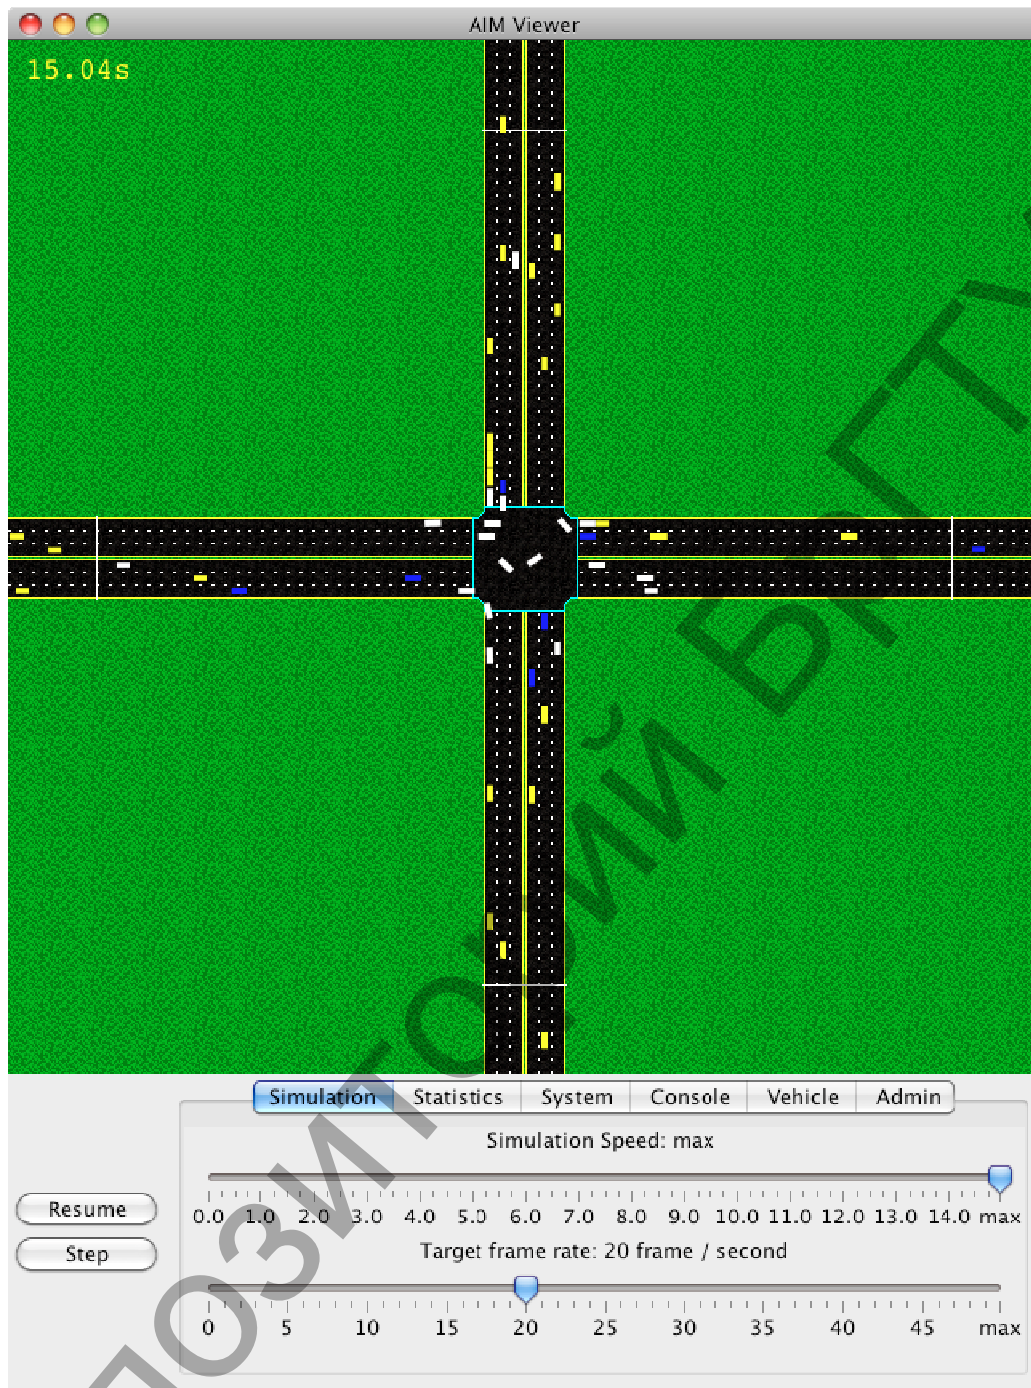 AIM Viewer
15.04s
Simulation Statistics System Console Vehicle Admin
Simulation Speed: max
0.0 1.0 2.0 3.0 4.0 5.0 6.0 7.0 8.0 9.0 10.0 11.0 12.0 13.0 14.0 max
Resume
Step
Target frame rate: 20 frame / second
0 5 10 15 20 25 30 35 40 45 max